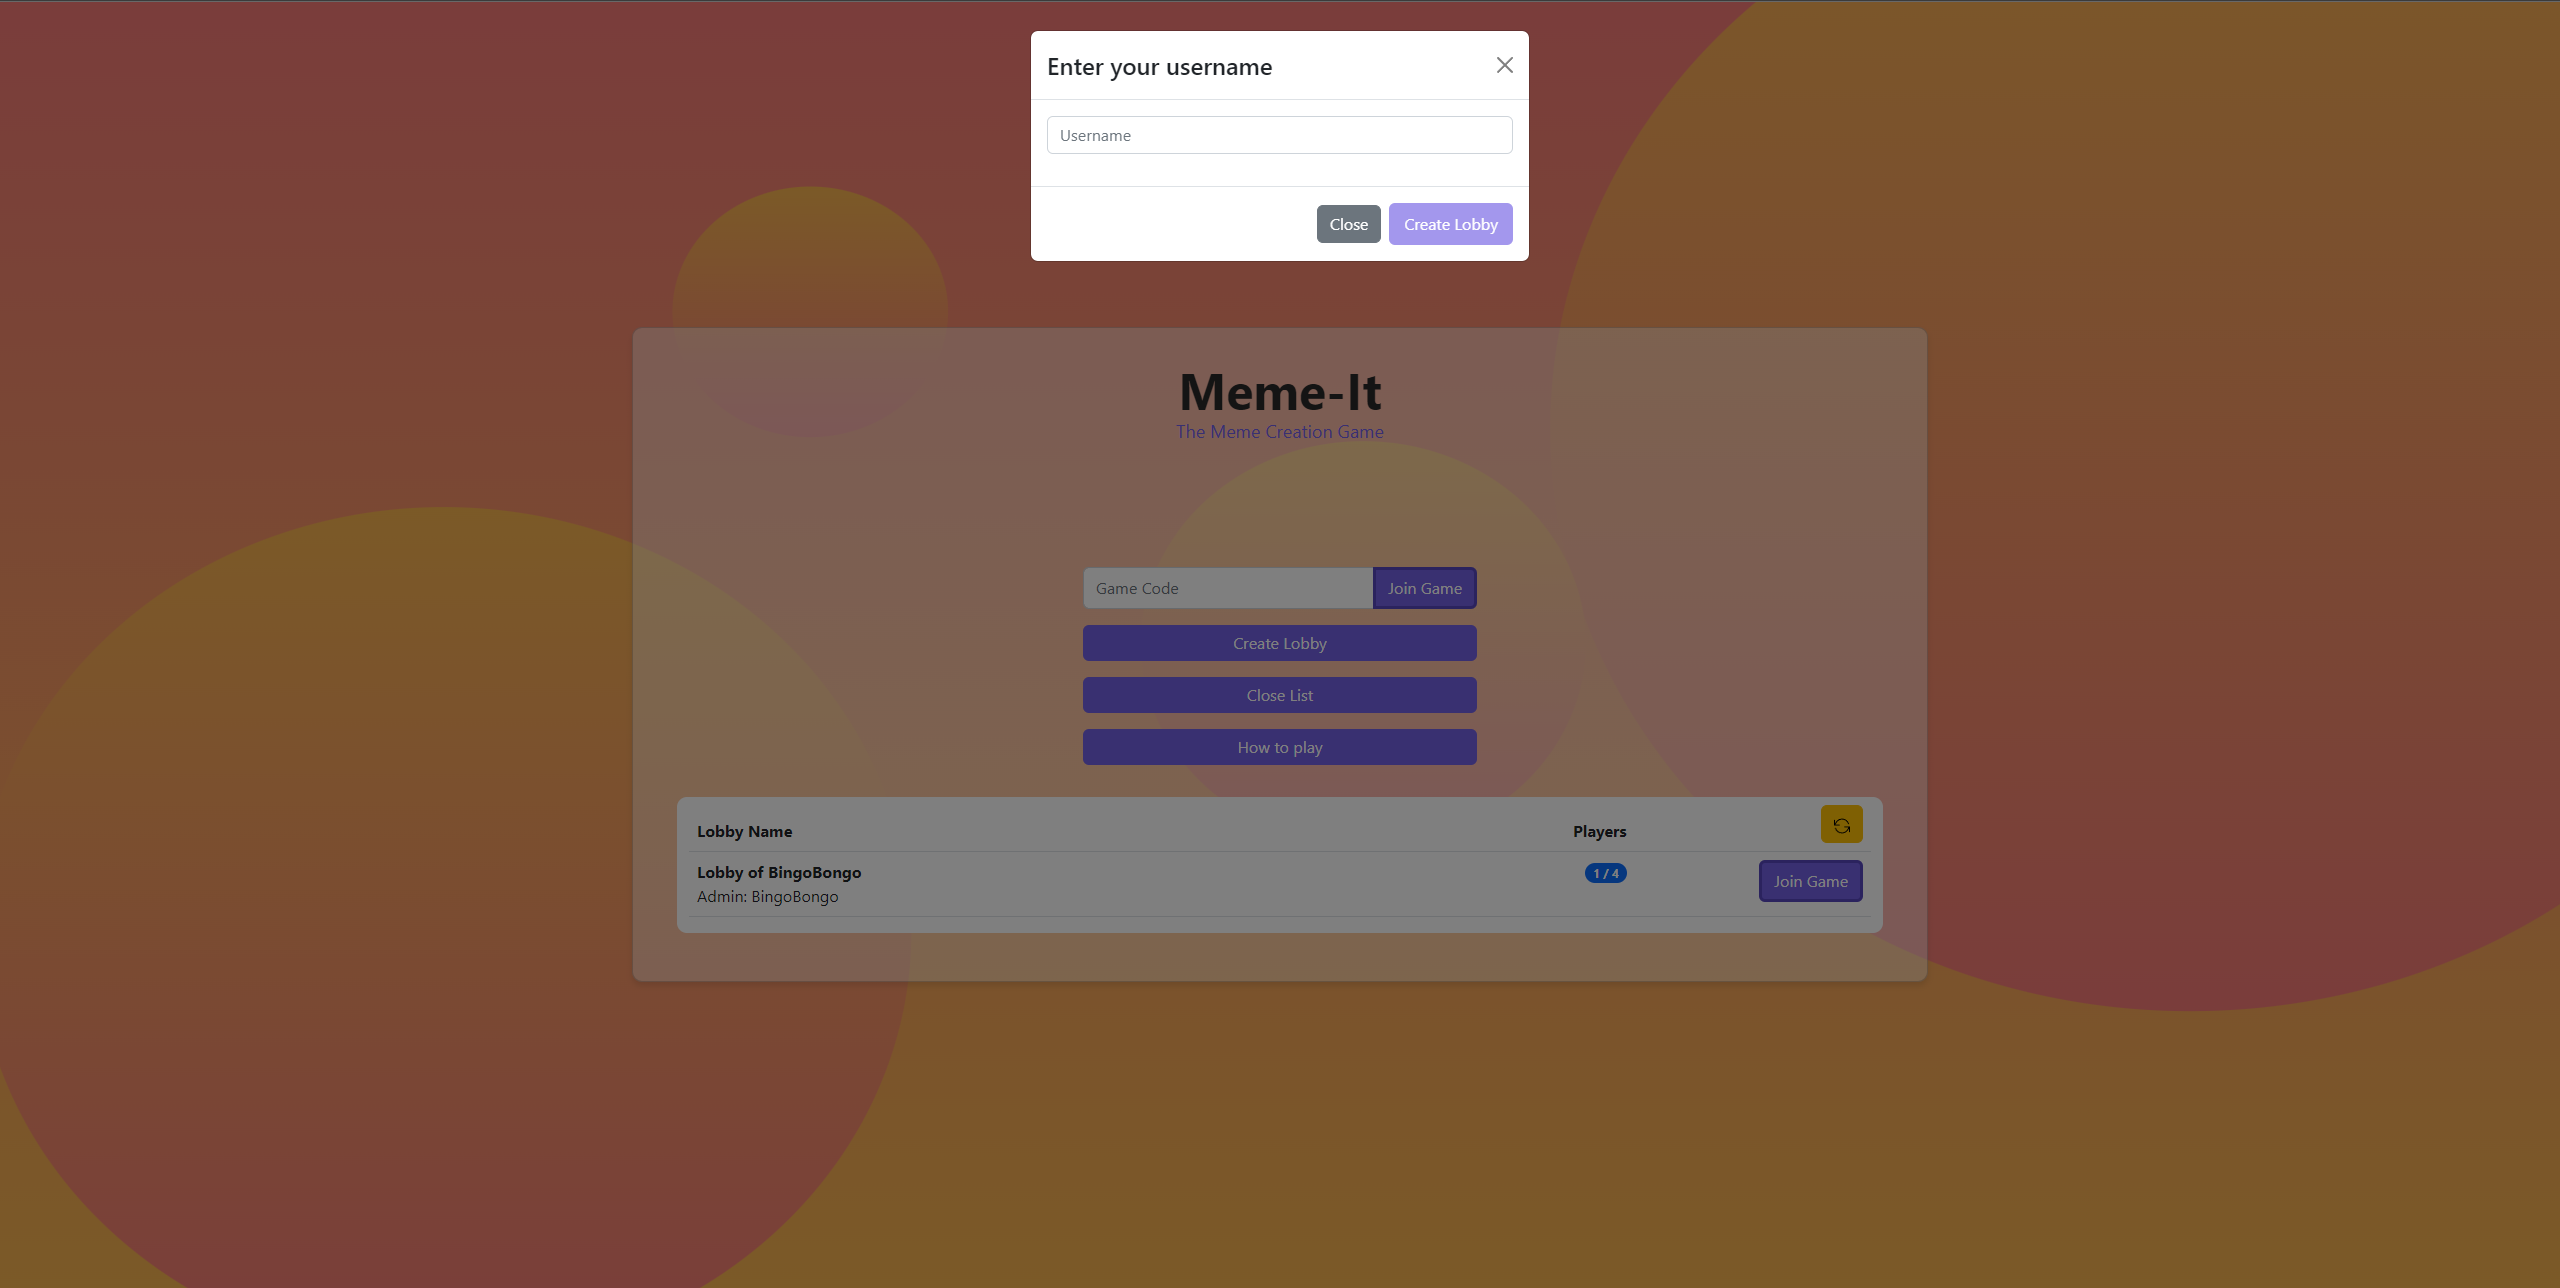 Enter your username
Username
Close
Create Lobby
Meme-It
The Meme Creation Game
Game Code
Join Game
Create Lobby
Close List
How to play
Lobby Name
Players
Lobby of BingoBongo
1 / 4
Join Game
Admin: BingoBongo